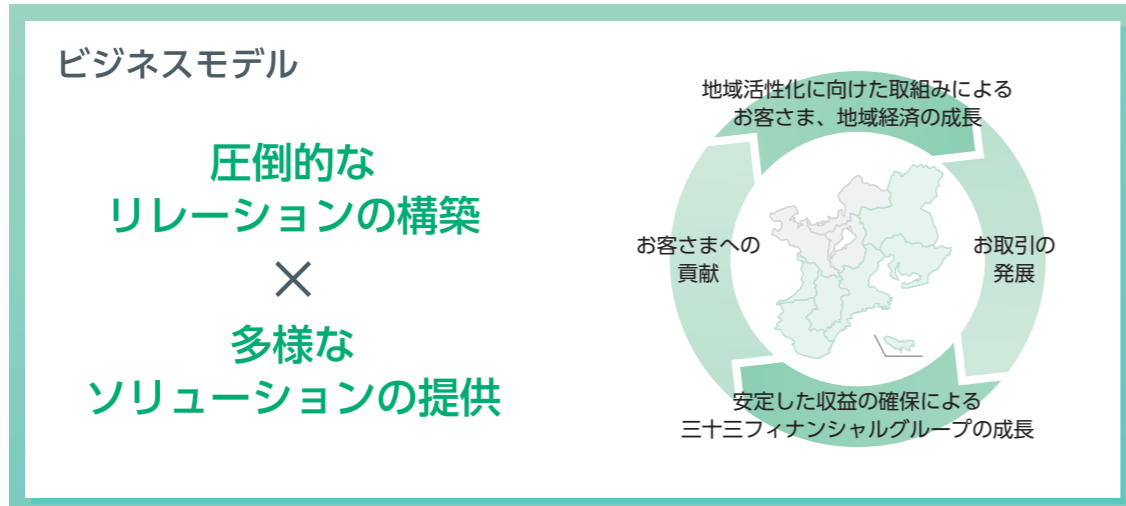 ビジネスモデル
圧倒的な
リレーションの構築
×
多様な
ソリューションの提供
地域活性化に向けた取組みによる
お客さま、地域経済の成長
お取引の
発展
安定した収益の確保による
三十三フィナンシャルグループの成長
お客さまへの
貢献